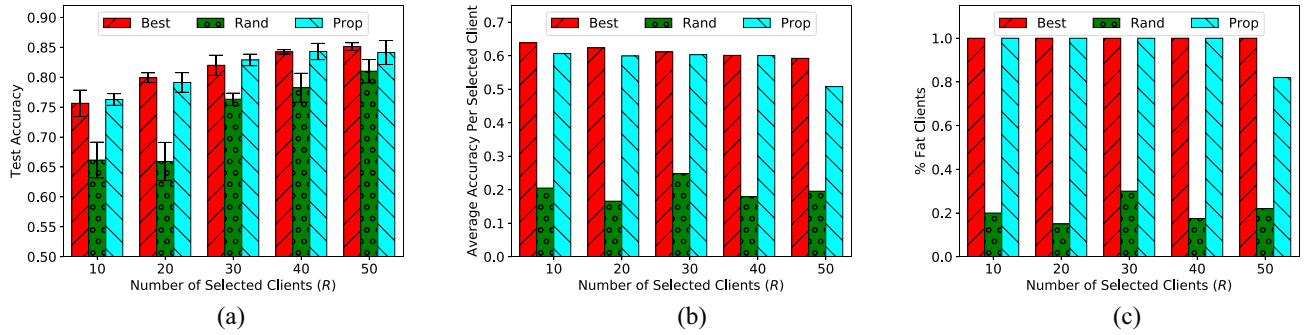 Best Rand Prop
0.90
0.85
0.80
0.75
0.70
0.65
0.60
0.55
0.50
Test Accuracy
10 20 30 40 50
Number of Selected Clients (R)
(a)
Best Rand Prop
0.7
0.6
0.5
0.4
0.3
0.2
0.1
0.0
Average Accuracy Per Selected Client
10 20 30 40 50
Number of Selected Clients (R)
(b)
Best Rand Prop
1.0
0.8
0.6
0.4
0.2
0.0
% Fat Clients
10 20 30 40 50
Number of Selected Clients (R)
(c)